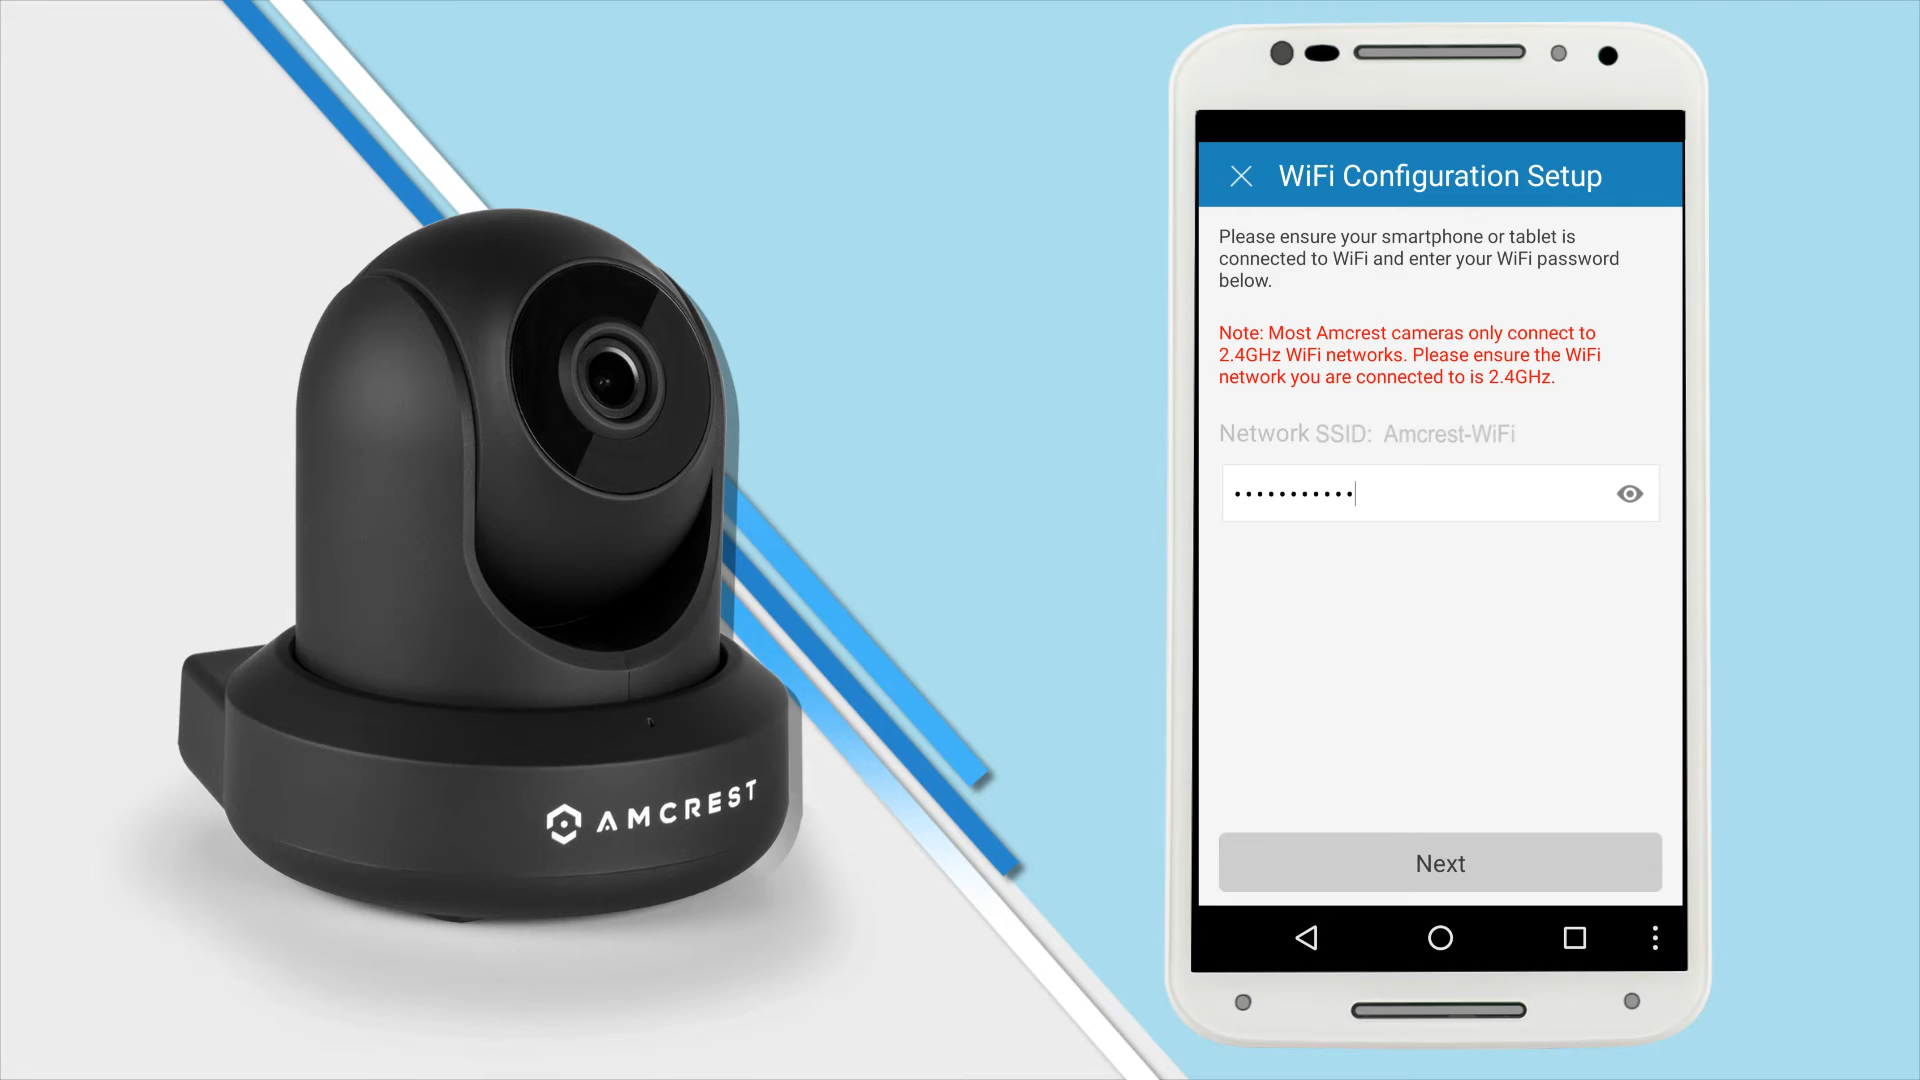 AMCREST
WiFi Configuration Setup
Please ensure your smartphone or tablet is
connected to WiFi and enter your WiFi password
below.
Note: Most Amcrest cameras only connect to
2.4GHz WiFi networks. Please ensure the WiFi
network you are connected to is 2.4GHz.
Network SSID: Amcrest-WiFi
Next